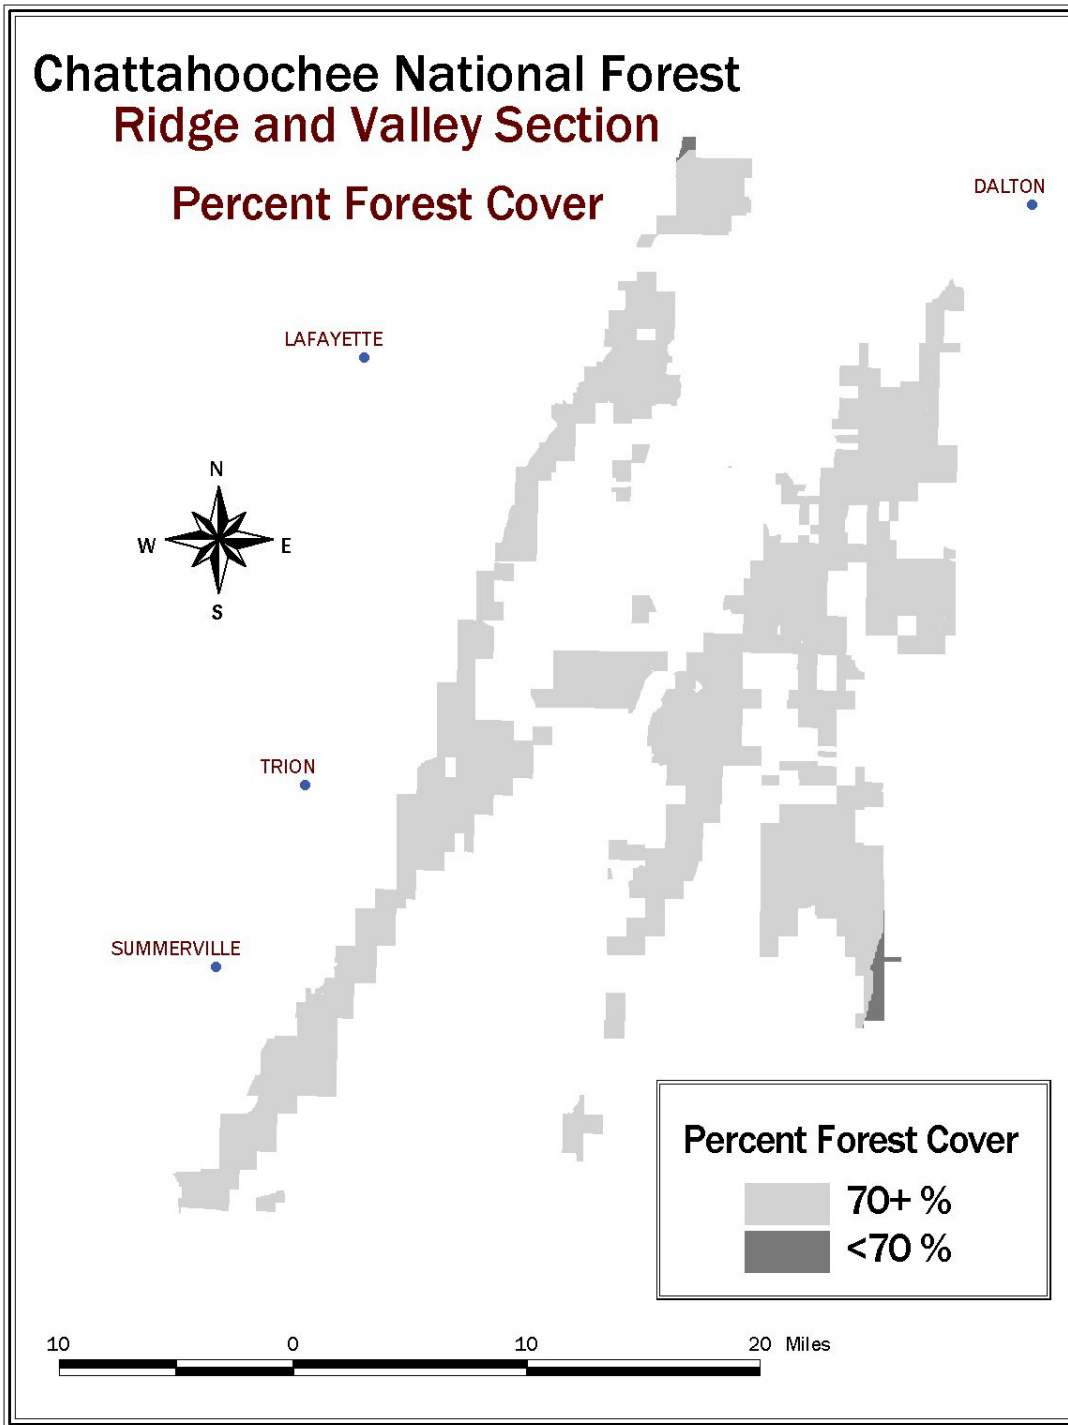 Chattahoochee National Forest
Ridge and Valley Section
Percent Forest Cover
DALTON
LAFAYETTE
N
W E
S
TRION
SUMMERVILLE
Percent Forest Cover
70+ %
<70 %
10 0 10 20 Miles